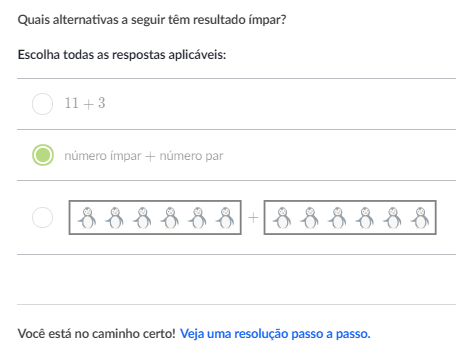 Quais alternativas a seguir têm resultado ímpar?
Escolha todas as respostas aplicáveis:
11 + 3
número ímpar + número par
+
Você está no caminho certo! Veja uma resolução passo a passo.